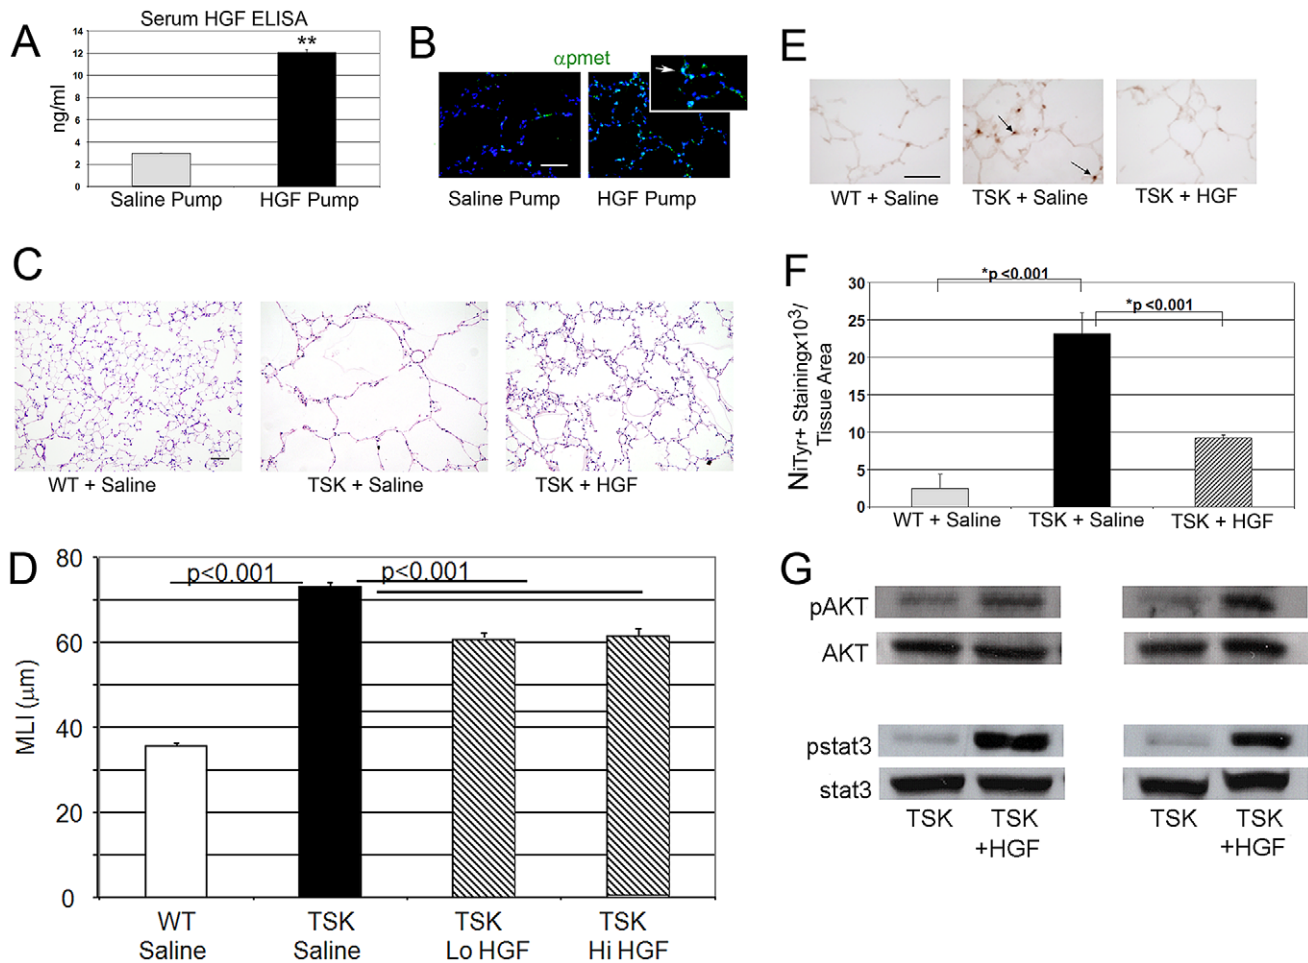 A
Serum HGF ELISA
14
12
10
8
6
4
2
0
ng/ml
**
Saline Pump
HGF Pump
B
αpmet
Saline Pump
HGF Pump
C
WT + Saline
TSK + Saline
TSK + HGF
D
80
60
40
20
0
MLI (μm)
p<0.001
p<0.001
WT
Saline
TSK
Saline
TSK
Lo HGF
TSK
Hi HGF
E
WT + Saline
TSK + Saline
TSK + HGF
F
30
25
20
15
10
5
0
NiTyr+ Stainingx10³/
Tissue Area
*p <0.001
*p <0.001
WT + Saline
TSK + Saline
TSK + HGF
G
pAKT
AKT
pstat3
stat3
TSK
TSK
+HGF
TSK
TSK
+HGF